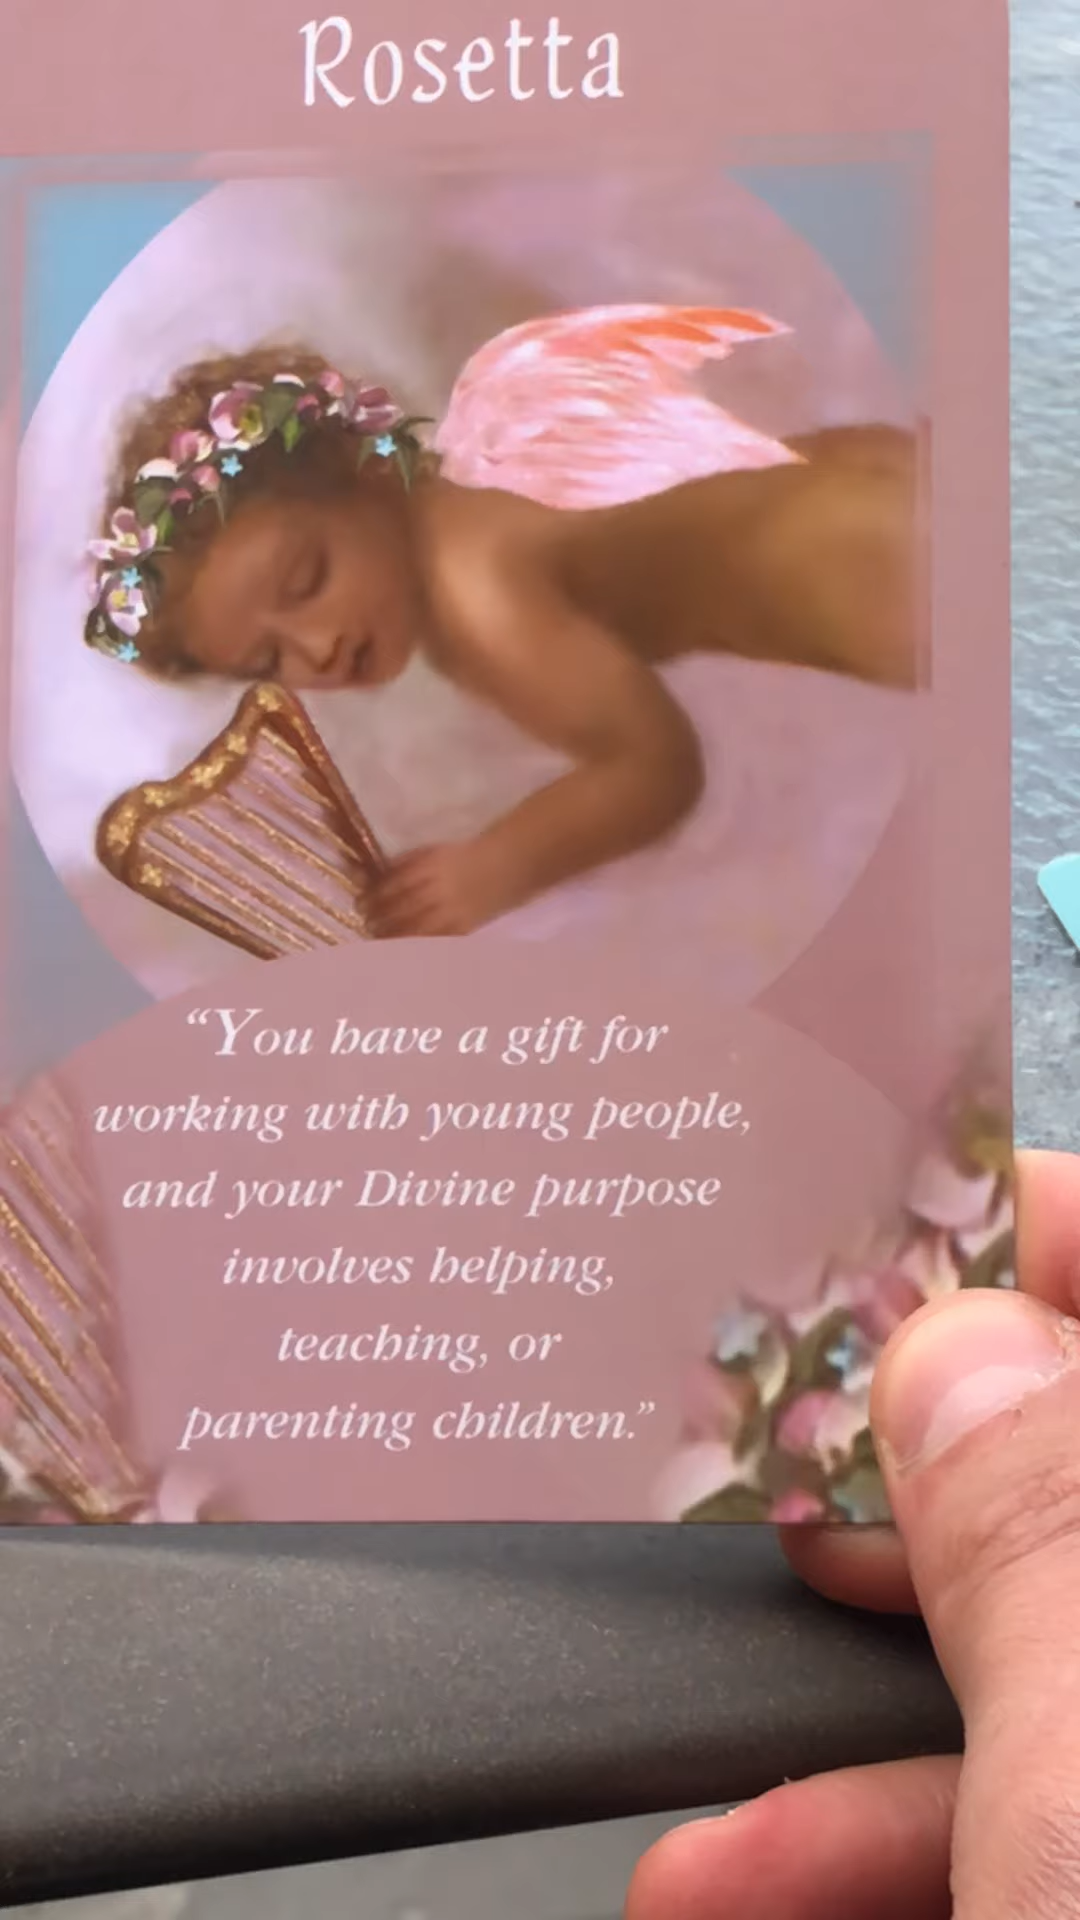 Rosetta
“You have a gift for
working with young people,
and your Divine purpose
involves helping,
teaching, or
parenting children.”